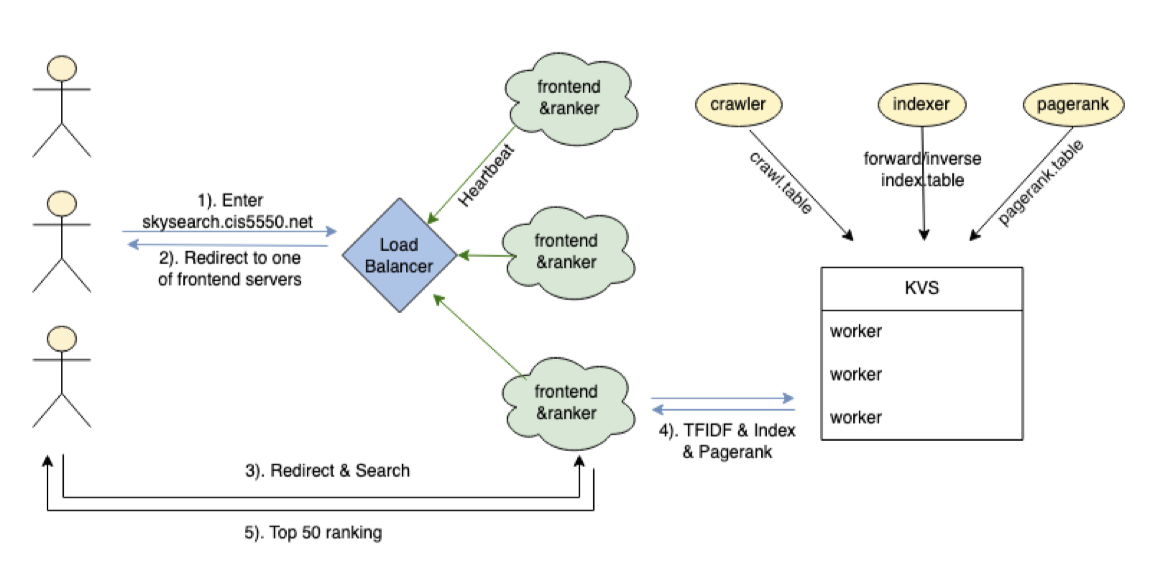 frontend
&ranker
crawler
indexer
pagerank
Heartbeat
crawl.table
forward/inverse
index.table
pagerank.table
1). Enter
skysearch.cis5550.net
2). Redirect to one
of frontend servers
Load
Balancer
frontend
&ranker
KVS
worker
worker
worker
frontend
&ranker
4). TFIDF & Index
& Pagerank
3). Redirect & Search
5). Top 50 ranking